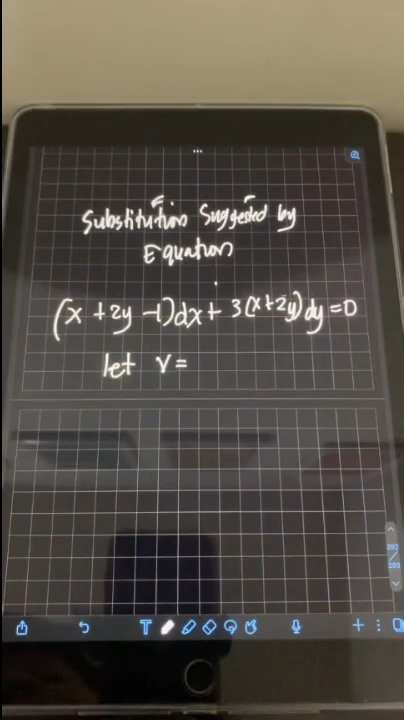 Substitution Suggested by
Equation
(x + 2y - 1)dx + 3(x + 2y)dy = 0
let v =
T